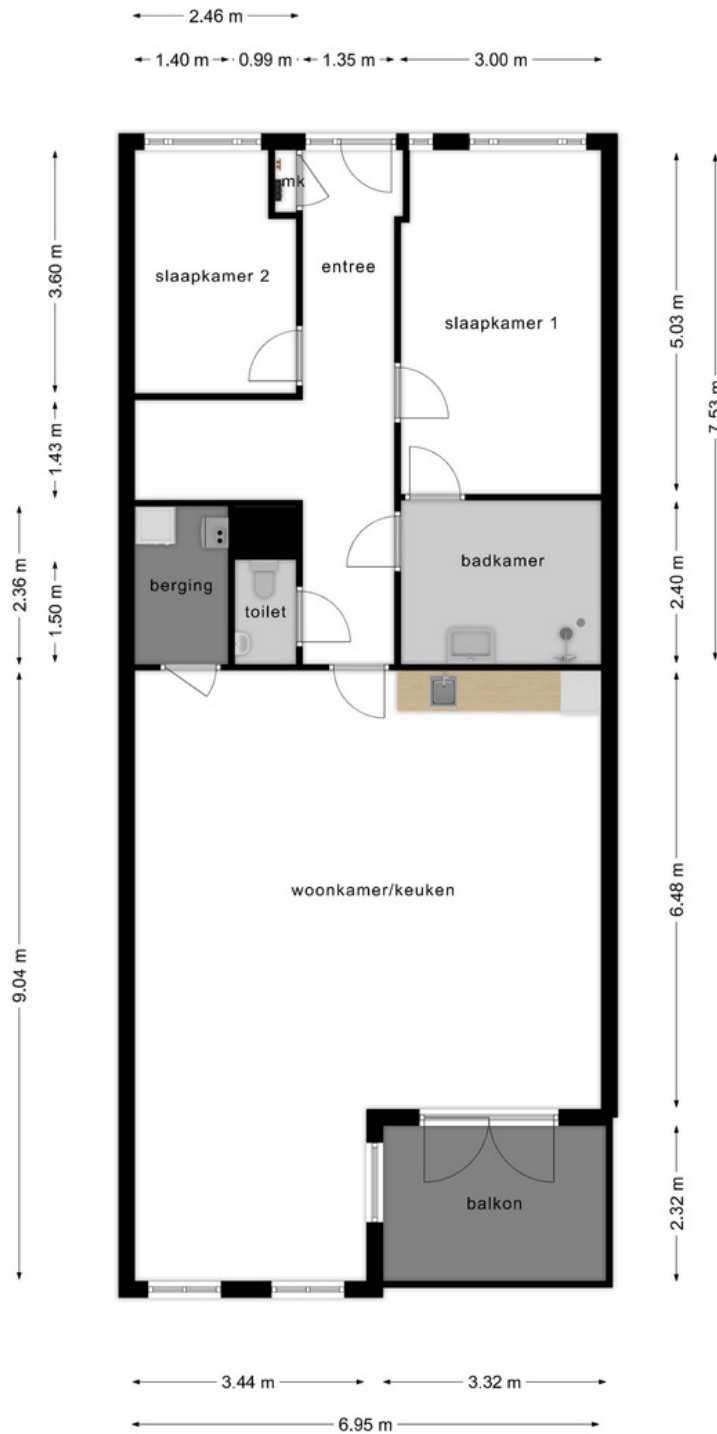 2.46 m
1.40 m
0.99 m
1.35 m
3.00 m
mk
entree
slaapkamer 2
slaapkamer 1
3.60 m
5.03 m
7.53 m
1.43 m
2.36 m
1.50 m
berging
toilet
badkamer
2.40 m
woonkamer/keuken
6.48 m
9.04 m
balkon
2.32 m
3.44 m
3.32 m
6.95 m